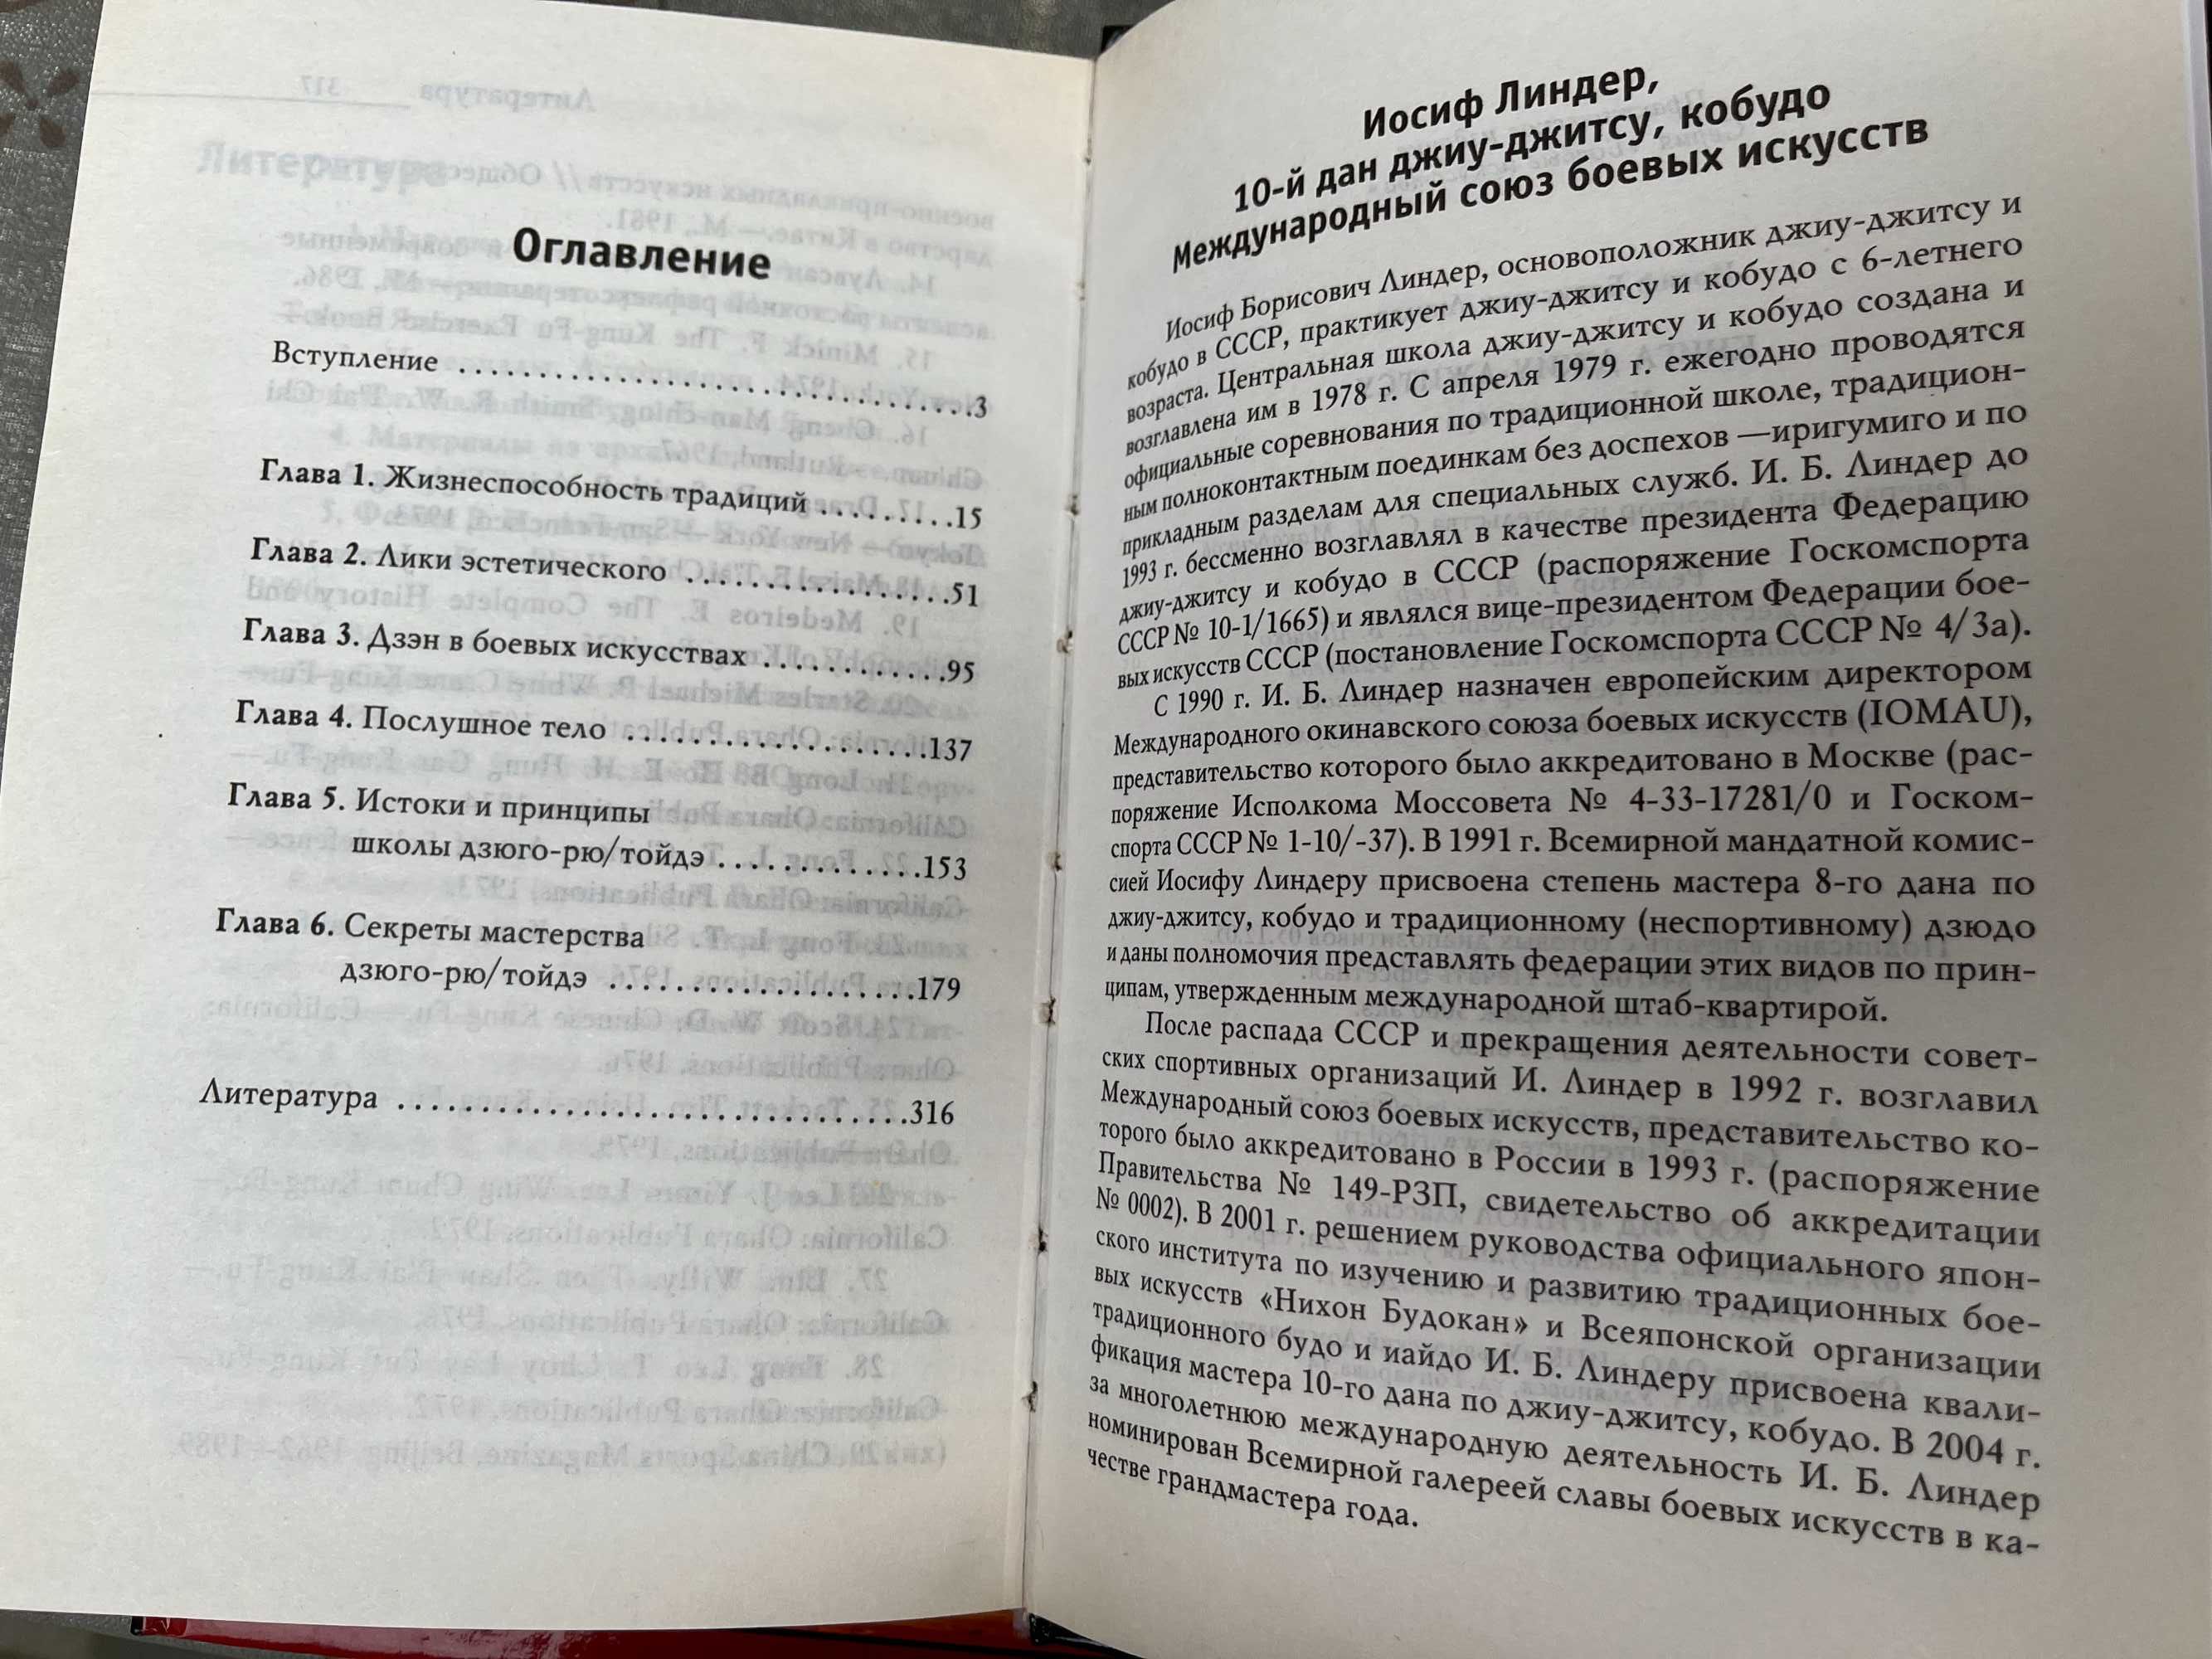 Оглавление
Вступление ................................3
Глава 1. Жизнеспособность традиций .........15
Глава 2. Лики эстетического .................51
Глава 3. Дзэн в боевых искусствах ............95
Глава 4. Послушное тело ....................137
Глава 5. Истоки и принципы
школы дзюго-рю/тойдэ .............153
Глава 6. Секреты мастерства
дзюго-рю/тойдэ ....................179
Литература ................................316
Иосиф Линдер,
10-й дан джиу-джитсу, кобудо
Международный союз боевых искусств
Иосиф Борисович Линдер, основоположник джиу-джитсу и
кобудо в СССР, практикует джиу-джитсу и кобудо с 6-летнего
возраста. Центральная школа джиу-джитсу и кобудо создана и
возглавлена им в 1978 г. С апреля 1979 г. ежегодно проводятся
официальные соревнования по традиционной школе, традицион-
ным полноконтактным поединкам без доспехов —иригумиго и по
прикладным разделам для специальных служб. И. Б. Линдер до
1993 г. бессменно возглавлял в качестве президента Федерацию
джиу-джитсу и кобудо в СССР (распоряжение Госкомспорта
СССР № 10-1/1665) и являлся вице-президентом Федерации бое-
вых искусств СССР (постановление Госкомспорта СССР № 4/3а).
С 1990 г. И. Б. Линдер назначен европейским директором
Международного окинавского союза боевых искусств (IOMAU),
представительство которого было аккредитовано в Москве (рас-
поряжение Исполкома Моссовета № 4-33-17281/0 и Госком-
спорта СССР № 1-10/-37). В 1991 г. Всемирной мандатной комис-
сией Иосифу Линдеру присвоена степень мастера 8-го дана по
джиу-джитсу, кобудо и традиционному (неспортивному) дзюдо
и даны полномочия представлять федерации этих видов по прин-
ципам, утвержденным международной штаб-квартирой.
После распада СССР и прекращения деятельности совет-
ских спортивных организаций И. Линдер в 1992 г. возглавил
Международный союз боевых искусств, представительство ко-
торого было аккредитовано в России в 1993 г. (распоряжение
Правительства № 149-РЗП, свидетельство об аккредитации
№ 0002). В 2001 г. решением руководства официального япон-
ского института по изучению и развитию традиционных бое-
вых искусств «Нихон Будокан» и Всеяпонской организации
традиционного будо и иайдо И. Б. Линдеру присвоена квали-
фикация мастера 10-го дана по джиу-джитсу, кобудо. В 2004 г.
за многолетнюю международную деятельность И. Б. Линдер
номинирован Всемирной галереей славы боевых искусств в ка-
честве грандмастера года.